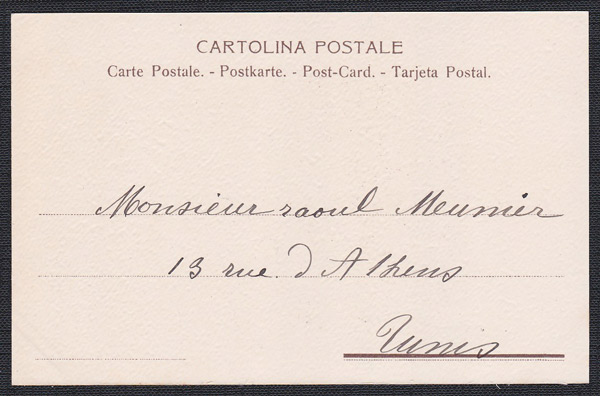 CARTOLINA POSTALE
Carte Postale. - Postkarte. - Post-Card. - Tarjeta Postal.
Monsieur raoul Meunier
13 rue d'Athens
Tunis